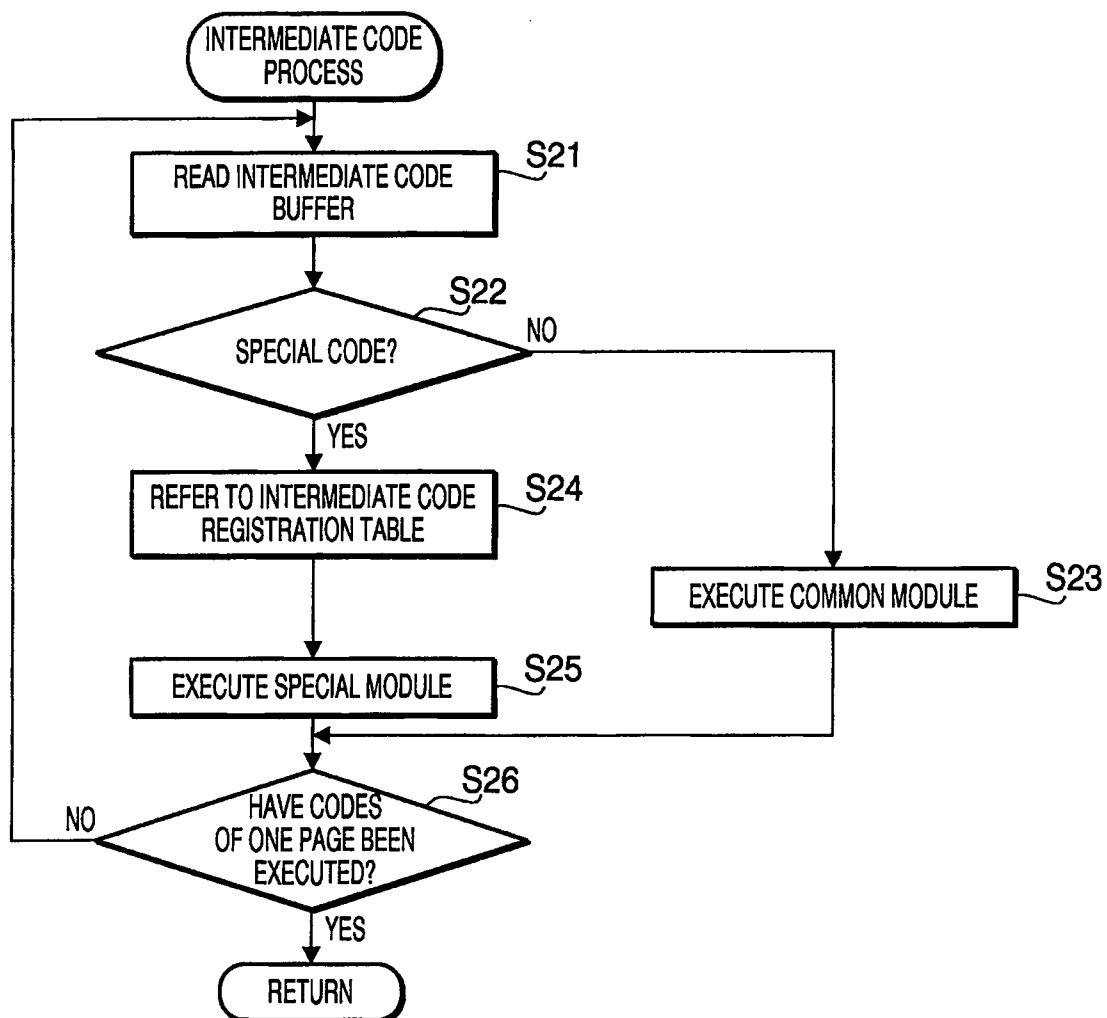 INTERMEDIATE CODE
PROCESS
S21
READ INTERMEDIATE CODE
BUFFER
S22
SPECIAL CODE?
NO
YES
S24
REFER TO INTERMEDIATE CODE
REGISTRATION TABLE
S23
EXECUTE COMMON MODULE
S25
EXECUTE SPECIAL MODULE
S26
HAVE CODES
OF ONE PAGE BEEN
EXECUTED?
NO
YES
RETURN